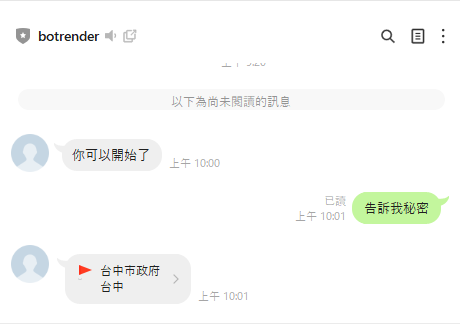 botrender
以下為尚未閱讀的訊息
你可以開始了
上午 10:00
已讀
上午 10:01
告訴我秘密
台中市政府
台中
上午 10:01